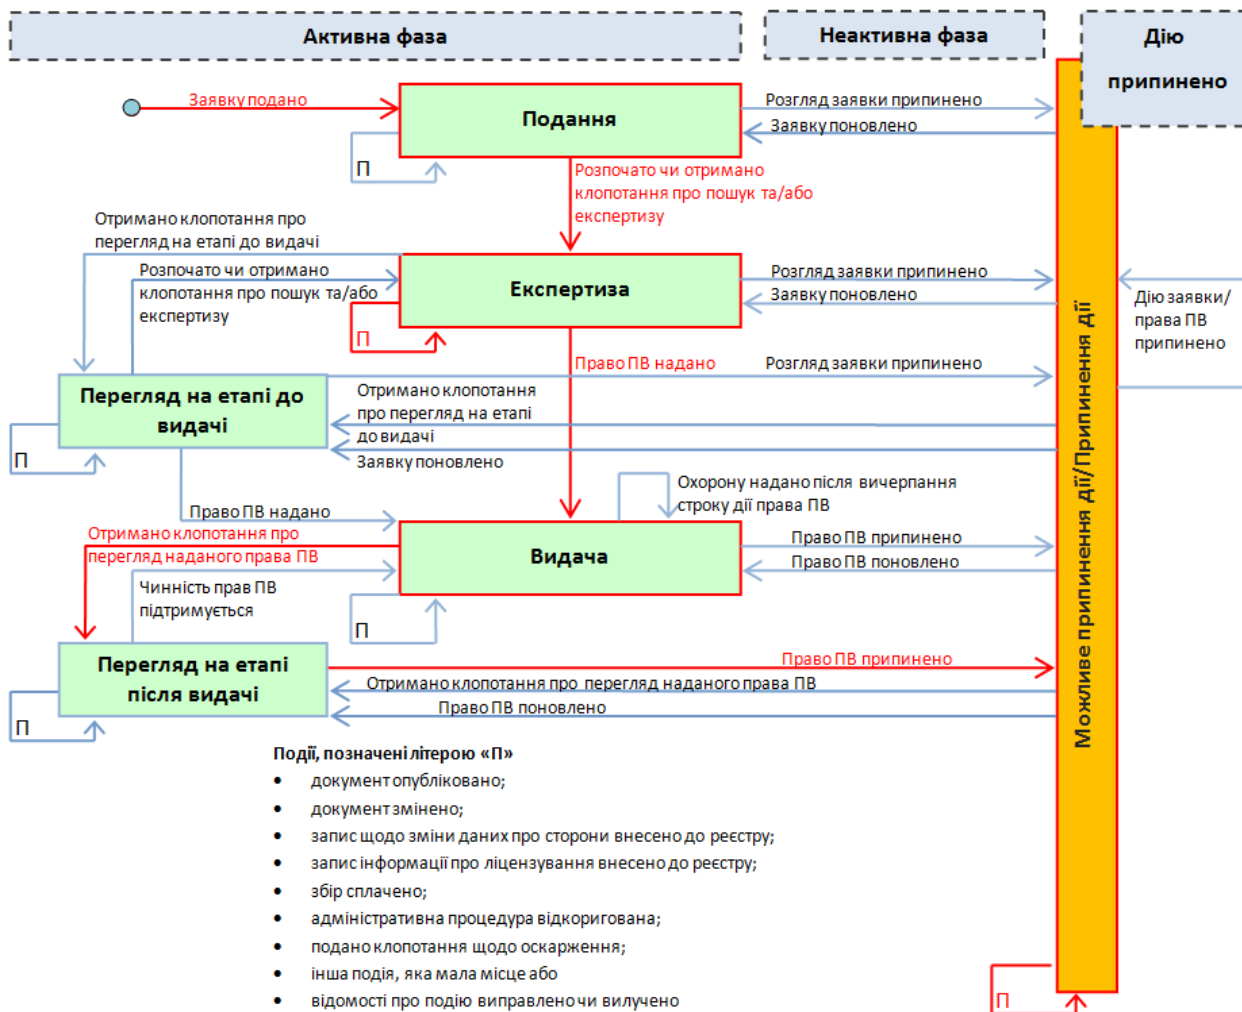 Активна фаза
Неактивна фаза
Дію
припинено
Заявку подано
Подання
Розгляд заявки припинено
Заявку поновлено
П
Розпочато чи отримано
клопотання про пошук та/або
експертизу
Отримано клопотання про
перегляд на етапі до видачі
Розпочато чи отримано
клопотання про пошук та/або
експертизу
Експертиза
Розгляд заявки припинено
Заявку поновлено
Дію заявки/
права ПВ
припинено
П
Право ПВ надано
Розгляд заявки припинено
Перегляд на етапі до
видачі
Отримано клопотання
про перегляд на етапі
до видачі
Заявку поновлено
П
Право ПВ надано
Охорону надано після вичерпання
строку дії права ПВ
Отримано клопотання про
перегляд наданого права ПВ
Видача
Право ПВ припинено
Право ПВ поновлено
Чинність прав ПВ
підтримується
П
Перегляд на етапі
після видачі
Право ПВ припинено
Отримано клопотання про перегляд наданого права ПВ
Право ПВ поновлено
П
Можливе припинення дії/Припинення дії
Події, позначені літерою «П»
• документ опубліковано;
• документ змінено;
• запис щодо зміни даних про сторони внесено до реєстру;
• запис інформації про ліцензування внесено до реєстру;
• збір сплачено;
• адміністративна процедура відкоригована;
• подано клопотання щодо оскарження;
• інша подія, яка мала місце або
• відомості про подію виправлено чи вилучено
П